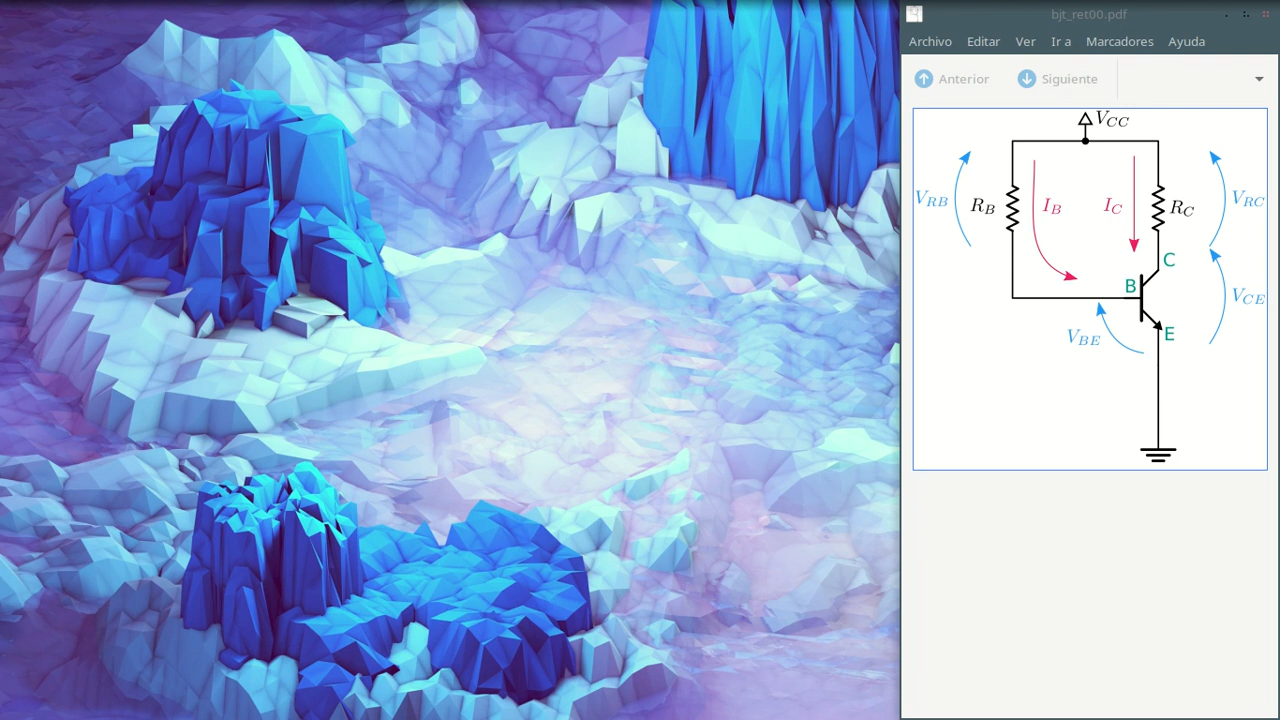 bjt_ret00.pdf
Archivo Editar Ver Ir a Marcadores Ayuda
Anterior Siguiente
V_CC
V_RB R_B I_B I_C R_C V_RC
C
B
V_CE
V_BE E